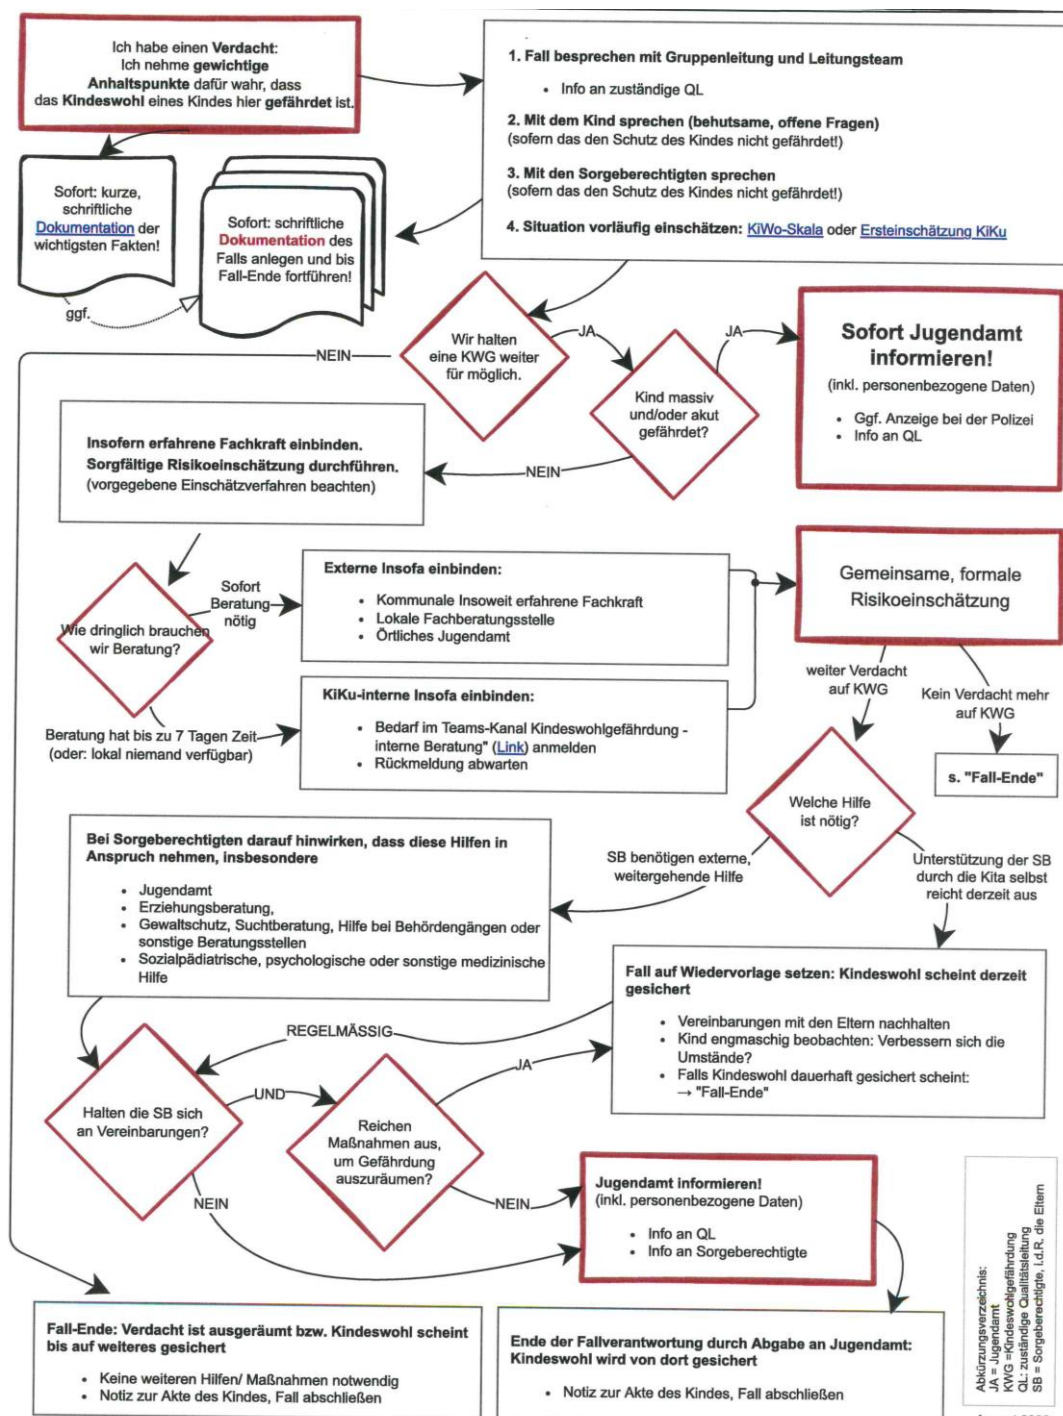 Ich habe einen Verdacht:
Ich nehme gewichtige
Anhaltspunkte dafür wahr, dass
das Kindeswohl eines Kindes hier gefährdet ist.
1. Fall besprechen mit Gruppenleitung und Leitungsteam
• Info an zuständige QL
2. Mit dem Kind sprechen (behutsame, offene Fragen)
(sofern das den Schutz des Kindes nicht gefährdet!)
3. Mit den Sorgeberechtigten sprechen
(sofern das den Schutz des Kindes nicht gefährdet!)
4. Situation vorläufig einschätzen: KiWo-Skala oder Ersteinschätzung KiKu
Sofort: kurze,
schriftliche
Dokumentation der
wichtigsten Fakten!
Sofort: schriftliche
Dokumentation des
Falls anlegen und bis
Fall-Ende fortführen!
ggf.
Wir halten
eine KWG weiter
für möglich.
NEIN
JA
Kind massiv
und/oder akut
gefährdet?
JA
Sofort Jugendamt
informieren!
(inkl. personenbezogene Daten)
• Ggf. Anzeige bei der Polizei
• Info an QL
NEIN
Insofern erfahrene Fachkraft einbinden.
Sorgfältige Risikoeinschätzung durchführen.
(vorgegebene Einschätzverfahren beachten)
Wie dringlich brauchen
wir Beratung?
Sofort
Beratung
nötig
Externe Insofa einbinden:
• Kommunale Insoweit erfahrene Fachkraft
• Lokale Fachberatungsstelle
• Örtliches Jugendamt
Beratung hat bis zu 7 Tagen Zeit
(oder: lokal niemand verfügbar)
KiKu-interne Insofa einbinden:
• Bedarf im Teams-Kanal Kindeswohlgefährdung -
interne Beratung" (Link) anmelden
• Rückmeldung abwarten
Gemeinsame, formale
Risikoeinschätzung
weiter Verdacht
auf KWG
Kein Verdacht mehr
auf KWG
s. "Fall-Ende"
Welche Hilfe
ist nötig?
SB benötigen externe,
weitergehende Hilfe
Unterstützung der SB
durch die Kita selbst
reicht derzeit aus
Bei Sorgeberechtigten darauf hinwirken, dass diese Hilfen in
Anspruch nehmen, insbesondere
• Jugendamt
• Erziehungsberatung,
• Gewaltschutz, Suchtberatung, Hilfe bei Behördengängen oder
sonstige Beratungsstellen
• Sozialpädiatrische, psychologische oder sonstige medizinische
Hilfe
Fall auf Wiedervorlage setzen: Kindeswohl scheint derzeit
gesichert
• Vereinbarungen mit den Eltern nachhalten
• Kind engmaschig beobachten: Verbessern sich die
Umstände?
• Falls Kindeswohl dauerhaft gesichert scheint:
→ "Fall-Ende"
REGELMÄSSIG
Halten die SB sich
an Vereinbarungen?
UND
Reichen
Maßnahmen aus,
um Gefährdung
auszuräumen?
JA
NEIN
NEIN
Jugendamt informieren!
(inkl. personenbezogene Daten)
• Info an QL
• Info an Sorgeberechtigte
Fall-Ende: Verdacht ist ausgeräumt bzw. Kindeswohl scheint
bis auf weiteres gesichert
• Keine weiteren Hilfen/ Maßnahmen notwendig
• Notiz zur Akte des Kindes, Fall abschließen
Ende der Fallverantwortung durch Abgabe an Jugendamt:
Kindeswohl wird von dort gesichert
• Notiz zur Akte des Kindes, Fall abschließen
Abkürzungsverzeichnis:
JA = Jugendamt
KWG =Kindeswohlgefährdung
QL: zuständige Qualitätsleitung
SB = Sorgeberechtigte, i.d.R. die Eltern